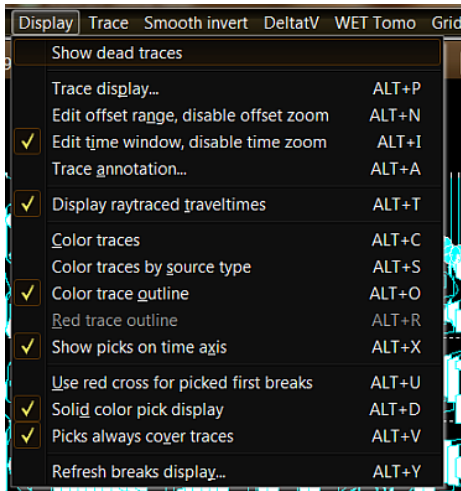 Display Trace Smooth invert DeltatV WET Tomo Grid
Show dead traces
Trace display... ALT+P
Edit offset range, disable offset zoom ALT+N
Edit time window, disable time zoom ALT+I
Trace annotation... ALT+A
Display raytraced traveltimes ALT+T
Color traces ALT+C
Color traces by source type ALT+S
Color trace outline ALT+O
Red trace outline ALT+R
Show picks on time axis ALT+X
Use red cross for picked first breaks ALT+U
Solid color pick display ALT+D
Picks always cover traces ALT+V
Refresh breaks display... ALT+Y